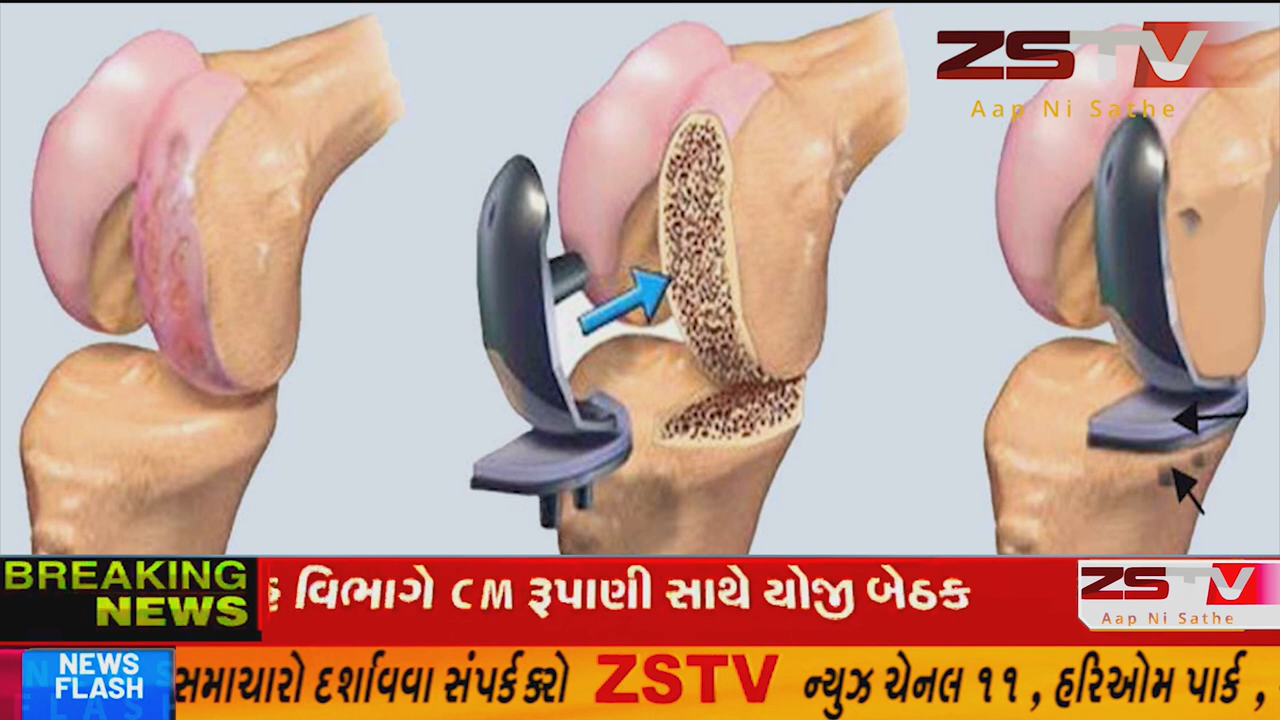 ZSTV
Aap Ni Sathe
BREAKING
NEWS
વિભાગે CM રૂપાણી સાથે યોજી બેઠક
ZSTV
Aap Ni Sathe
NEWS
FLASH
સમાચારો દર્શાવવા સંપર્ક કરો ZSTV ન્યુઝ ચેનલ ૧૧ , હરિઓમ પાર્ક ,